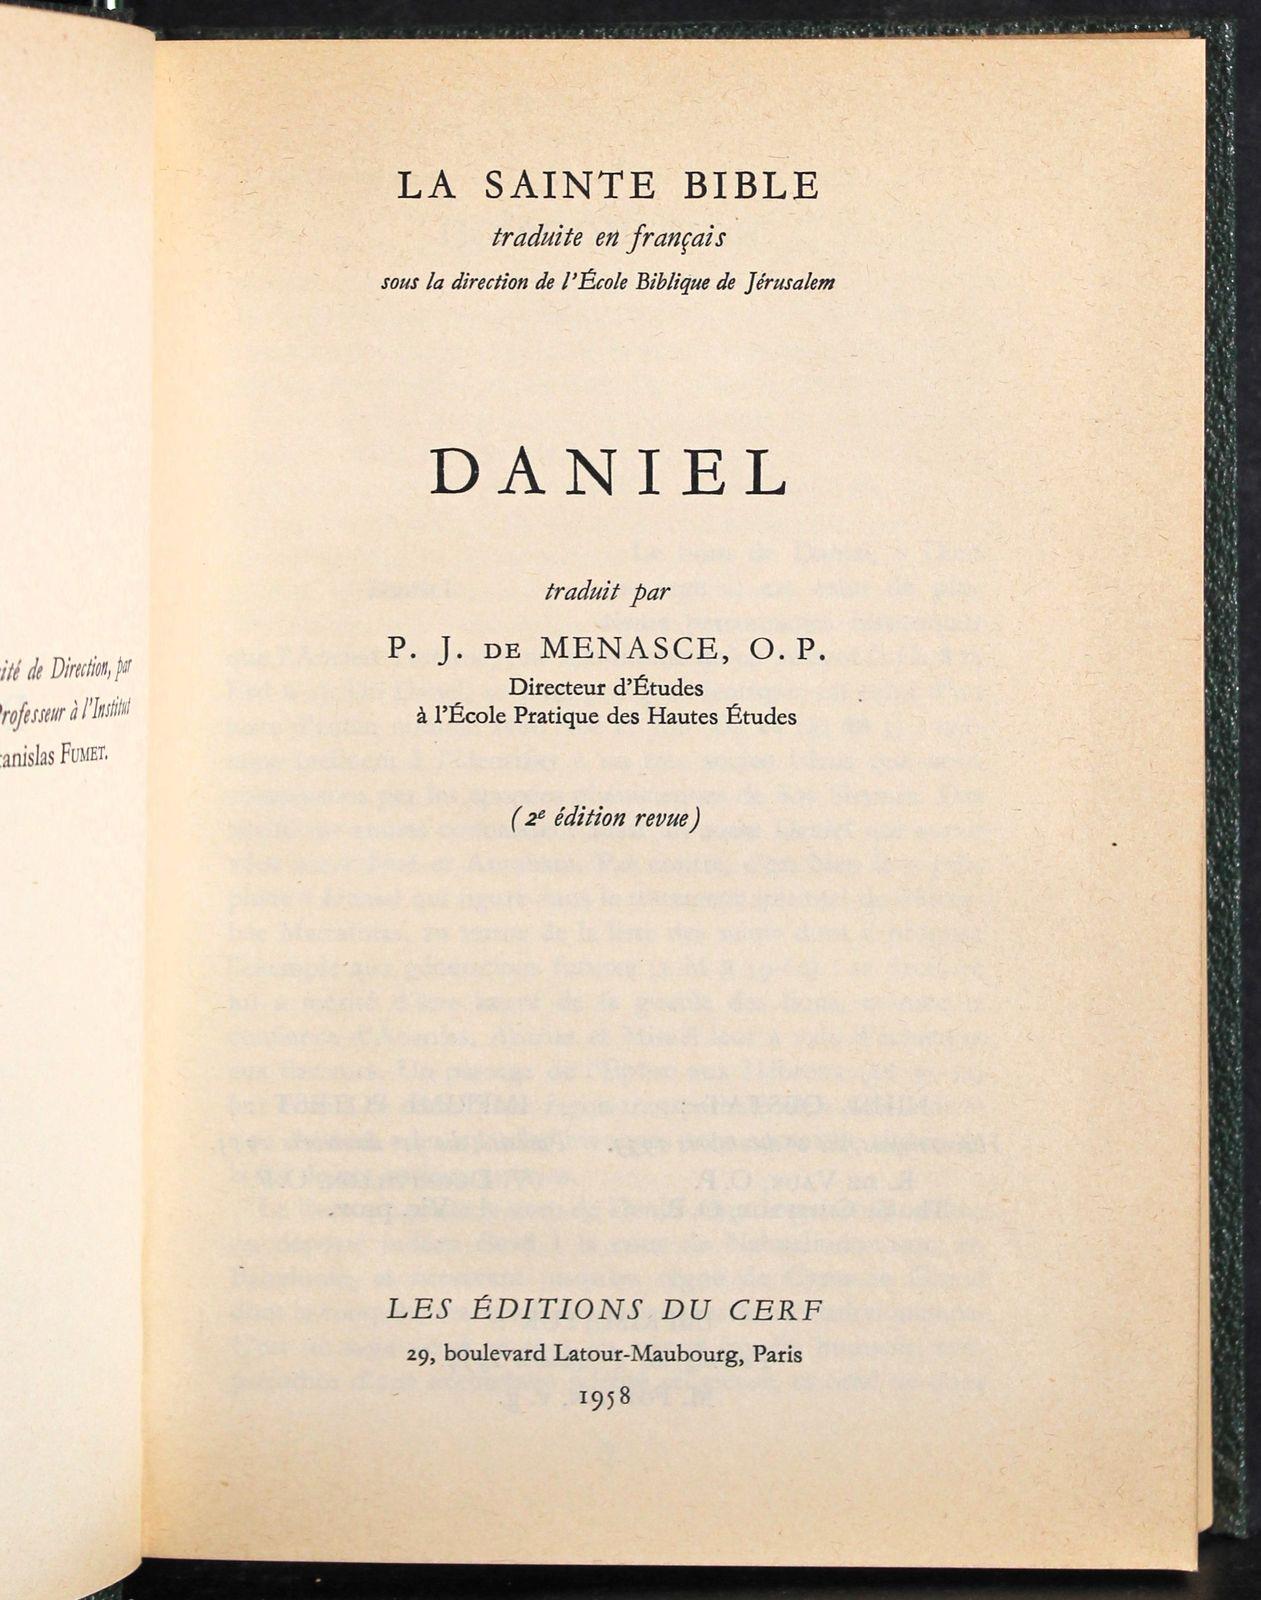 LA SAINTE BIBLE
traduite en français
sous la direction de l'École Biblique de Jérusalem
DANIEL
traduit par
P. J. DE MENASCE, O. P.
Directeur d'Études
à l'École Pratique des Hautes Études
(2e édition revue)
LES ÉDITIONS DU CERF
29, boulevard Latour-Maubourg, Paris
1958
de Direction, par
Professeur à l'Institut
FUMET.